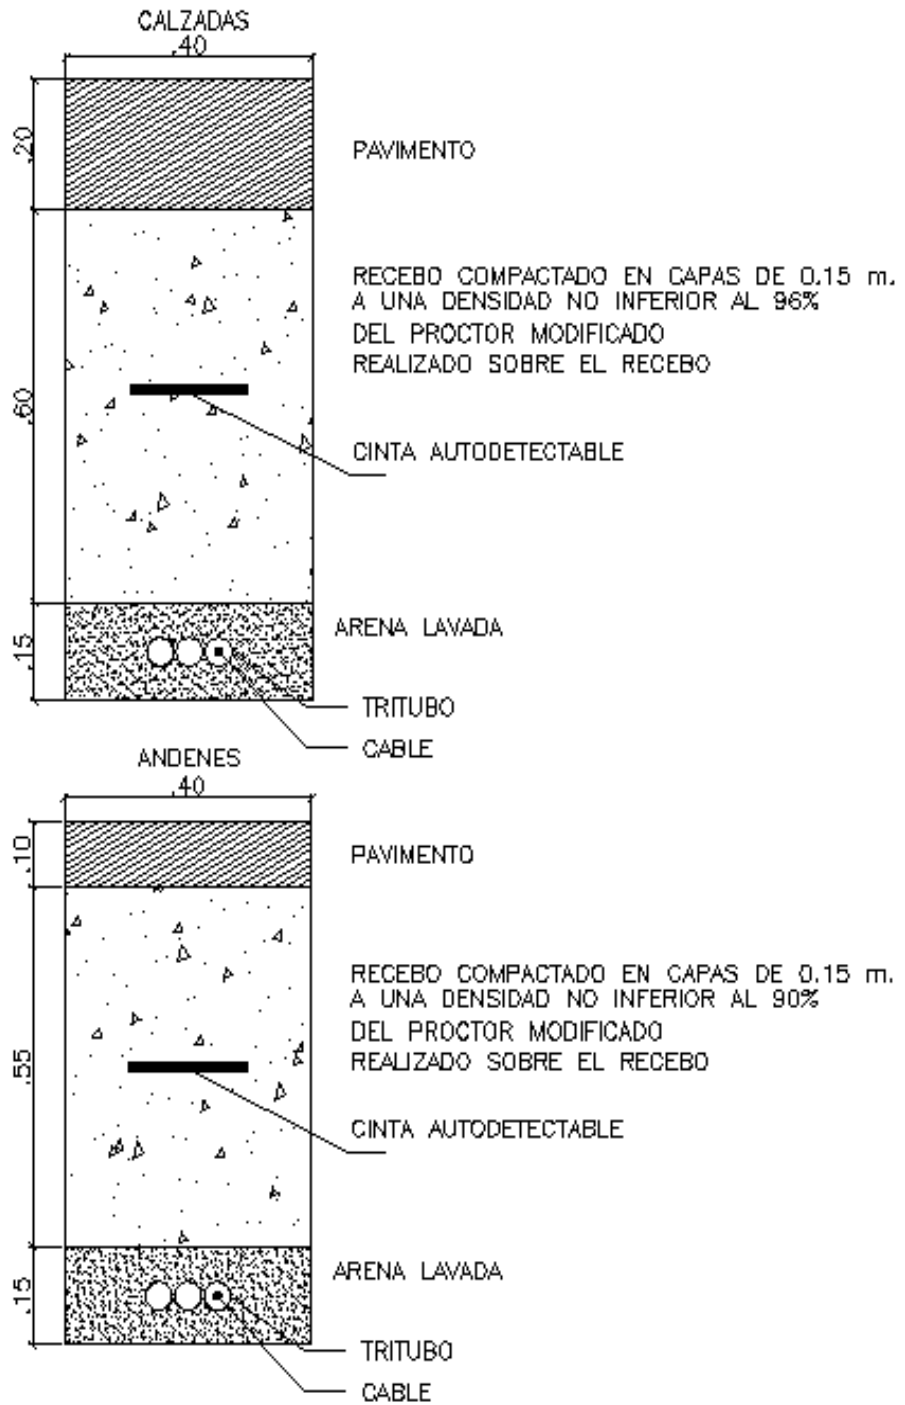 CALZADAS
.40
.20
PAVIMENTO
RECEBO COMPACTADO EN CAPAS DE 0.15 m.
A UNA DENSIDAD NO INFERIOR AL 96%
DEL PROCTOR MODIFICADO
REALIZADO SOBRE EL RECEBO
.60
CINTA AUTODETECTABLE
ARENA LAVADA
.15
TRITUBO
CABLE
ANDENES
.40
.10
PAVIMENTO
RECEBO COMPACTADO EN CAPAS DE 0.15 m.
A UNA DENSIDAD NO INFERIOR AL 90%
DEL PROCTOR MODIFICADO
REALIZADO SOBRE EL RECEBO
.55
CINTA AUTODETECTABLE
ARENA LAVADA
.15
TRITUBO
CABLE